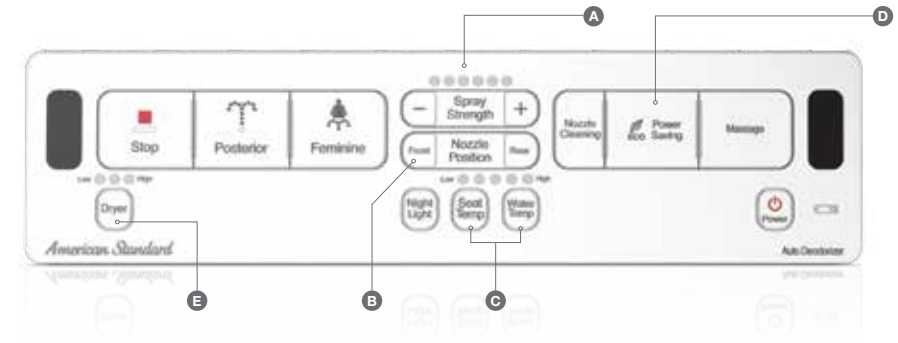 A
D
Stop
Posterior
Feminine
Spray
Strength
Nozzle
Cleaning
eco Power
Saving
Massage
Front
Nozzle
Position
Rear
Low
High
Low
High
Dryer
Night
Light
Seat
Temp
Water
Temp
Power
American Standard
Auto Deodorizer
E
B
C